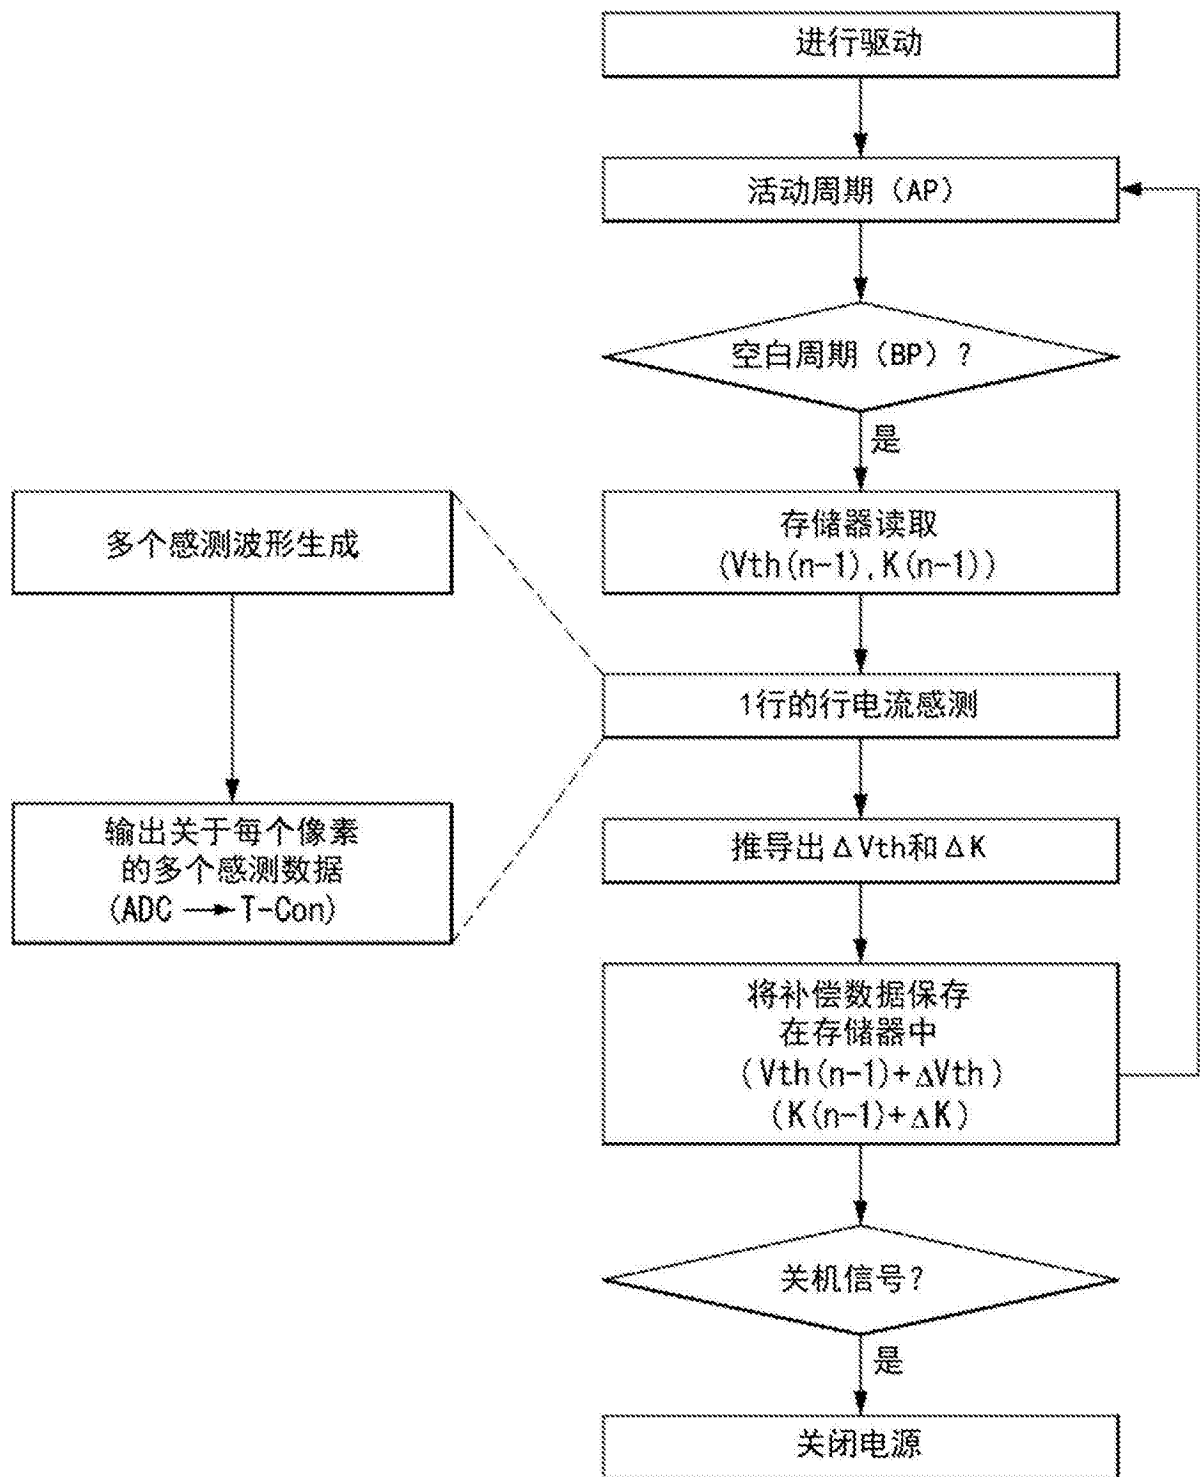 进行驱动
活动周期（AP）
空白周期（BP）？
是
存储器读取
(Vth(n-1),K(n-1))
1行的行电流感测
多个感测波形生成
输出关于每个像素
的多个感测数据
(ADC → T-Con)
推导出ΔVth和ΔK
将补偿数据保存
在存储器中
(Vth(n-1)+ΔVth)
(K(n-1)+ΔK)
关机信号？
是
关闭电源